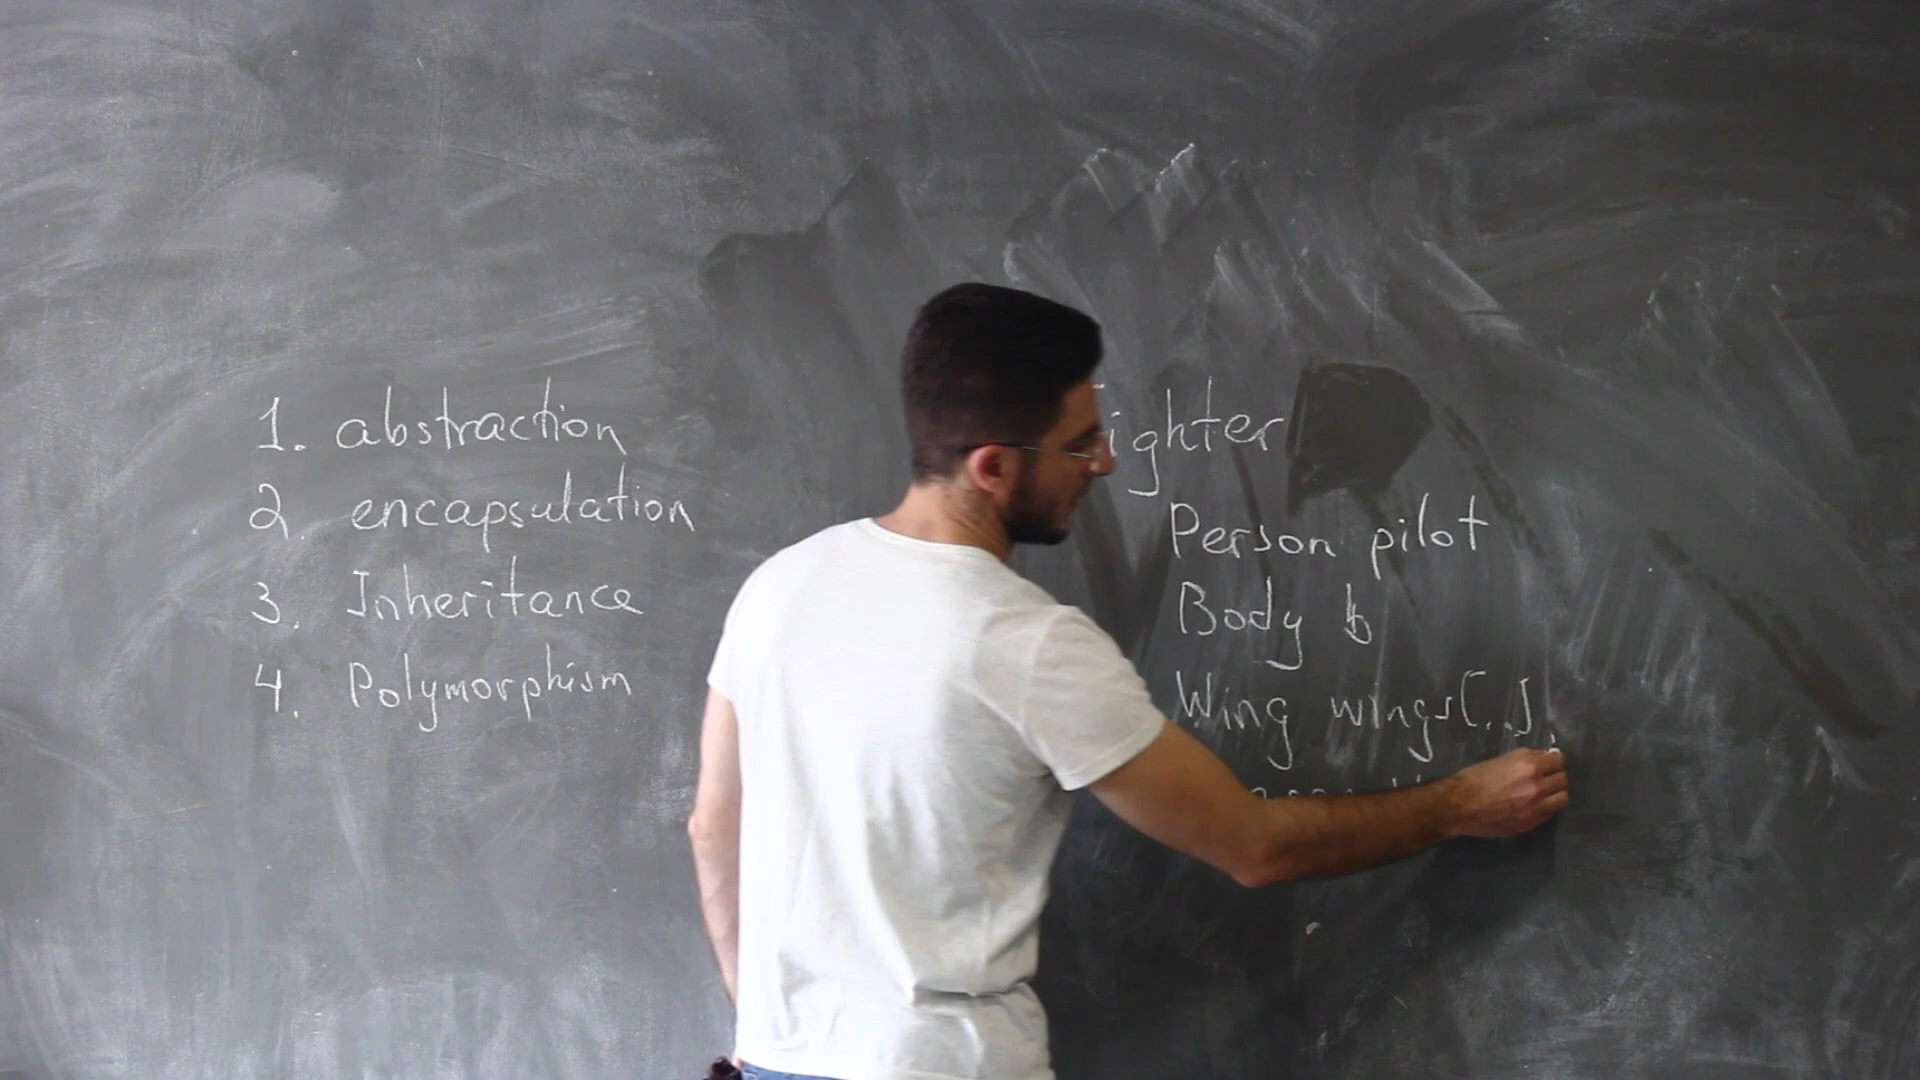 1. abstraction
2. encapsulation
3. Inheritance
4. Polymorphism
ighter
Person pilot
Body b
Wing wings[..]